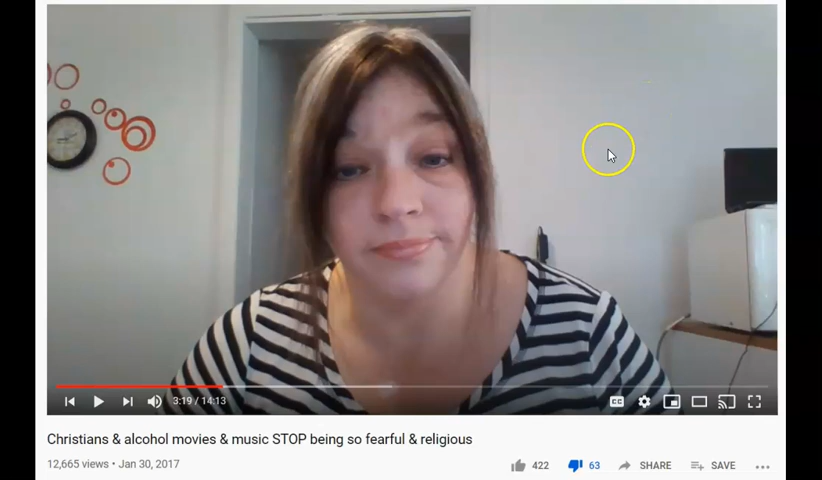 3:19 / 14:13
CC
Christians & alcohol movies & music STOP being so fearful & religious
12,665 views • Jan 30, 2017
422
63
SHARE
SAVE